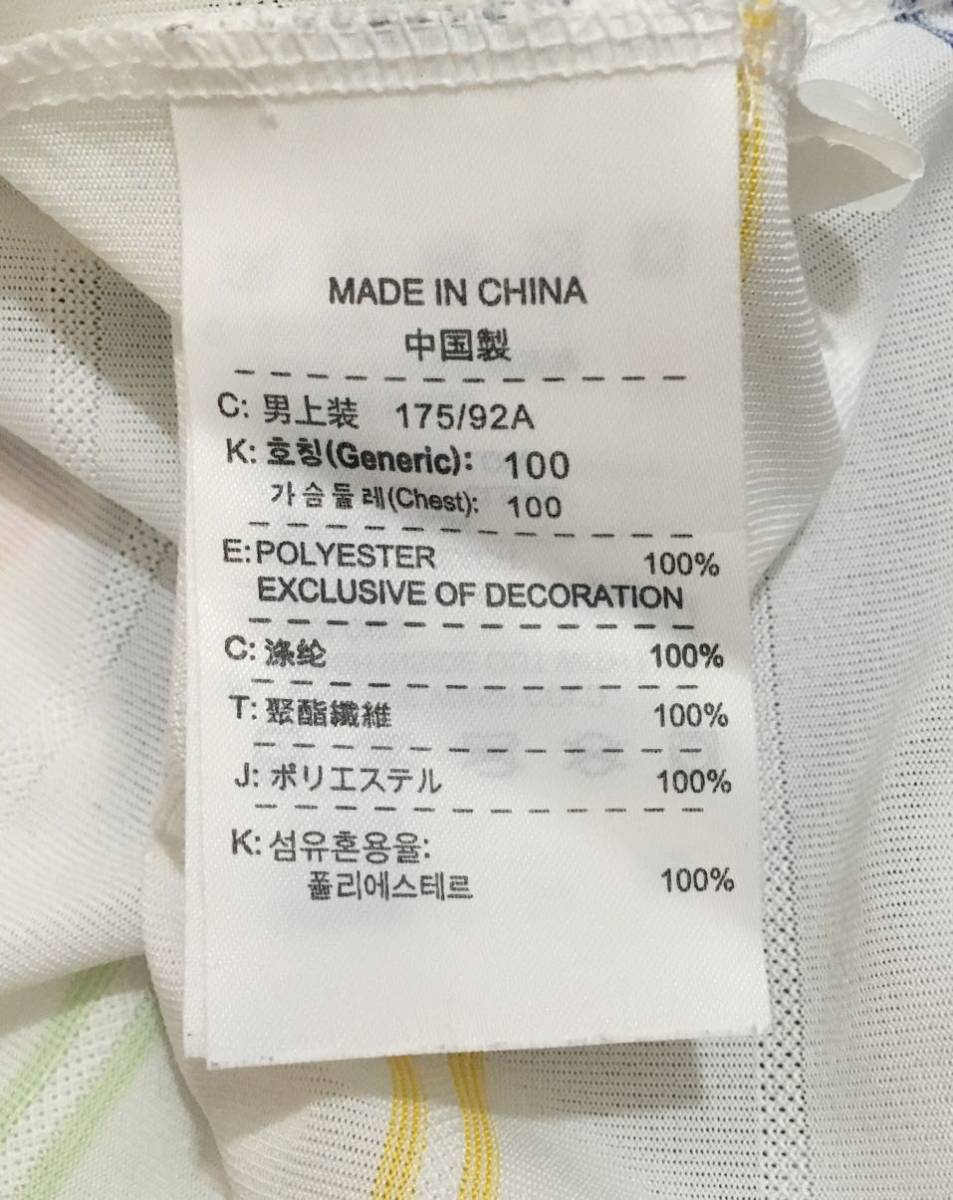 MADE IN CHINA
中国製
C: 男上装 175/92A
K: 호칭(Generic): 100
가슴둘레(Chest): 100
E: POLYESTER 100%
EXCLUSIVE OF DECORATION
C: 涤纶 100%
T: 聚酯纖維 100%
J: ポリエステル 100%
K: 섬유혼용율:
폴리에스테르 100%